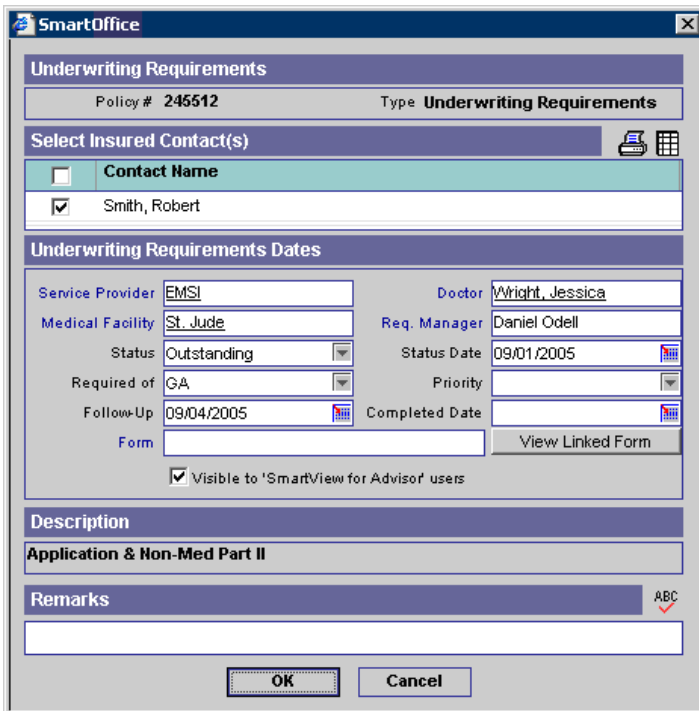 SmartOffice
Underwriting Requirements
Policy # 245512 Type Underwriting Requirements
Select Insured Contact(s)
Contact Name
Smith, Robert
Underwriting Requirements Dates
Service Provider EMSI Doctor Wright, Jessica
Medical Facility St. Jude Req. Manager Daniel Odell
Status Outstanding Status Date 09/01/2005
Required of GA Priority
Follow-Up 09/04/2005 Completed Date
Form View Linked Form
Visible to 'SmartView for Advisor' users
Description
Application & Non-Med Part II
Remarks ABC
OK Cancel